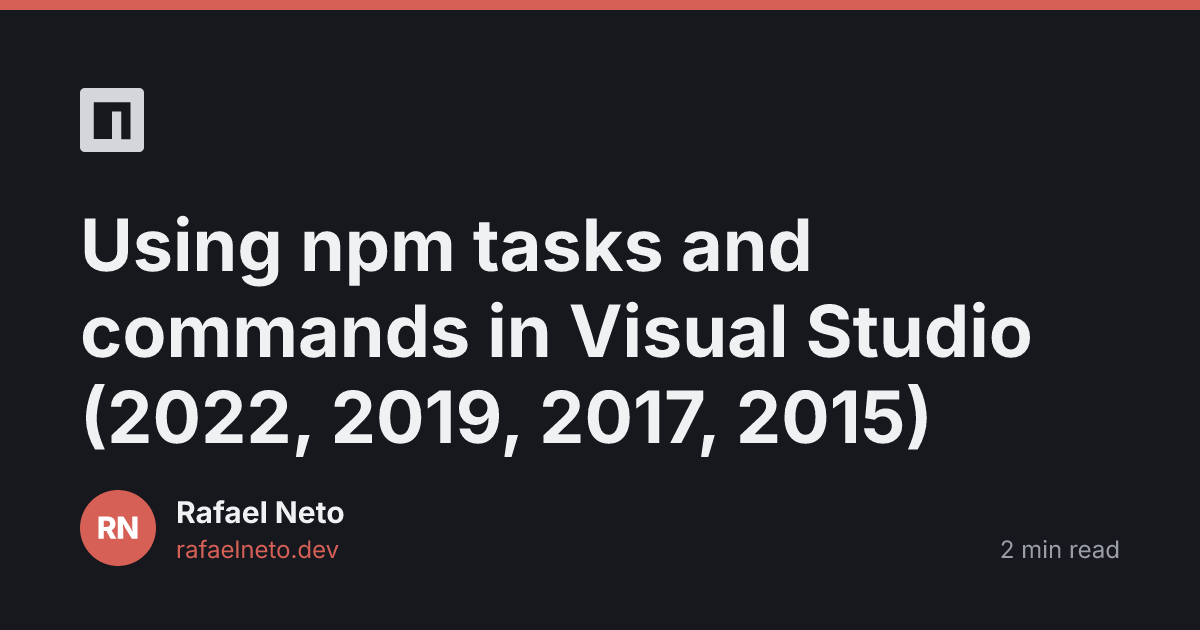 Using npm tasks and
commands in Visual Studio
(2022, 2019, 2017, 2015)
RN
Rafael Neto
rafaelneto.dev
2 min read